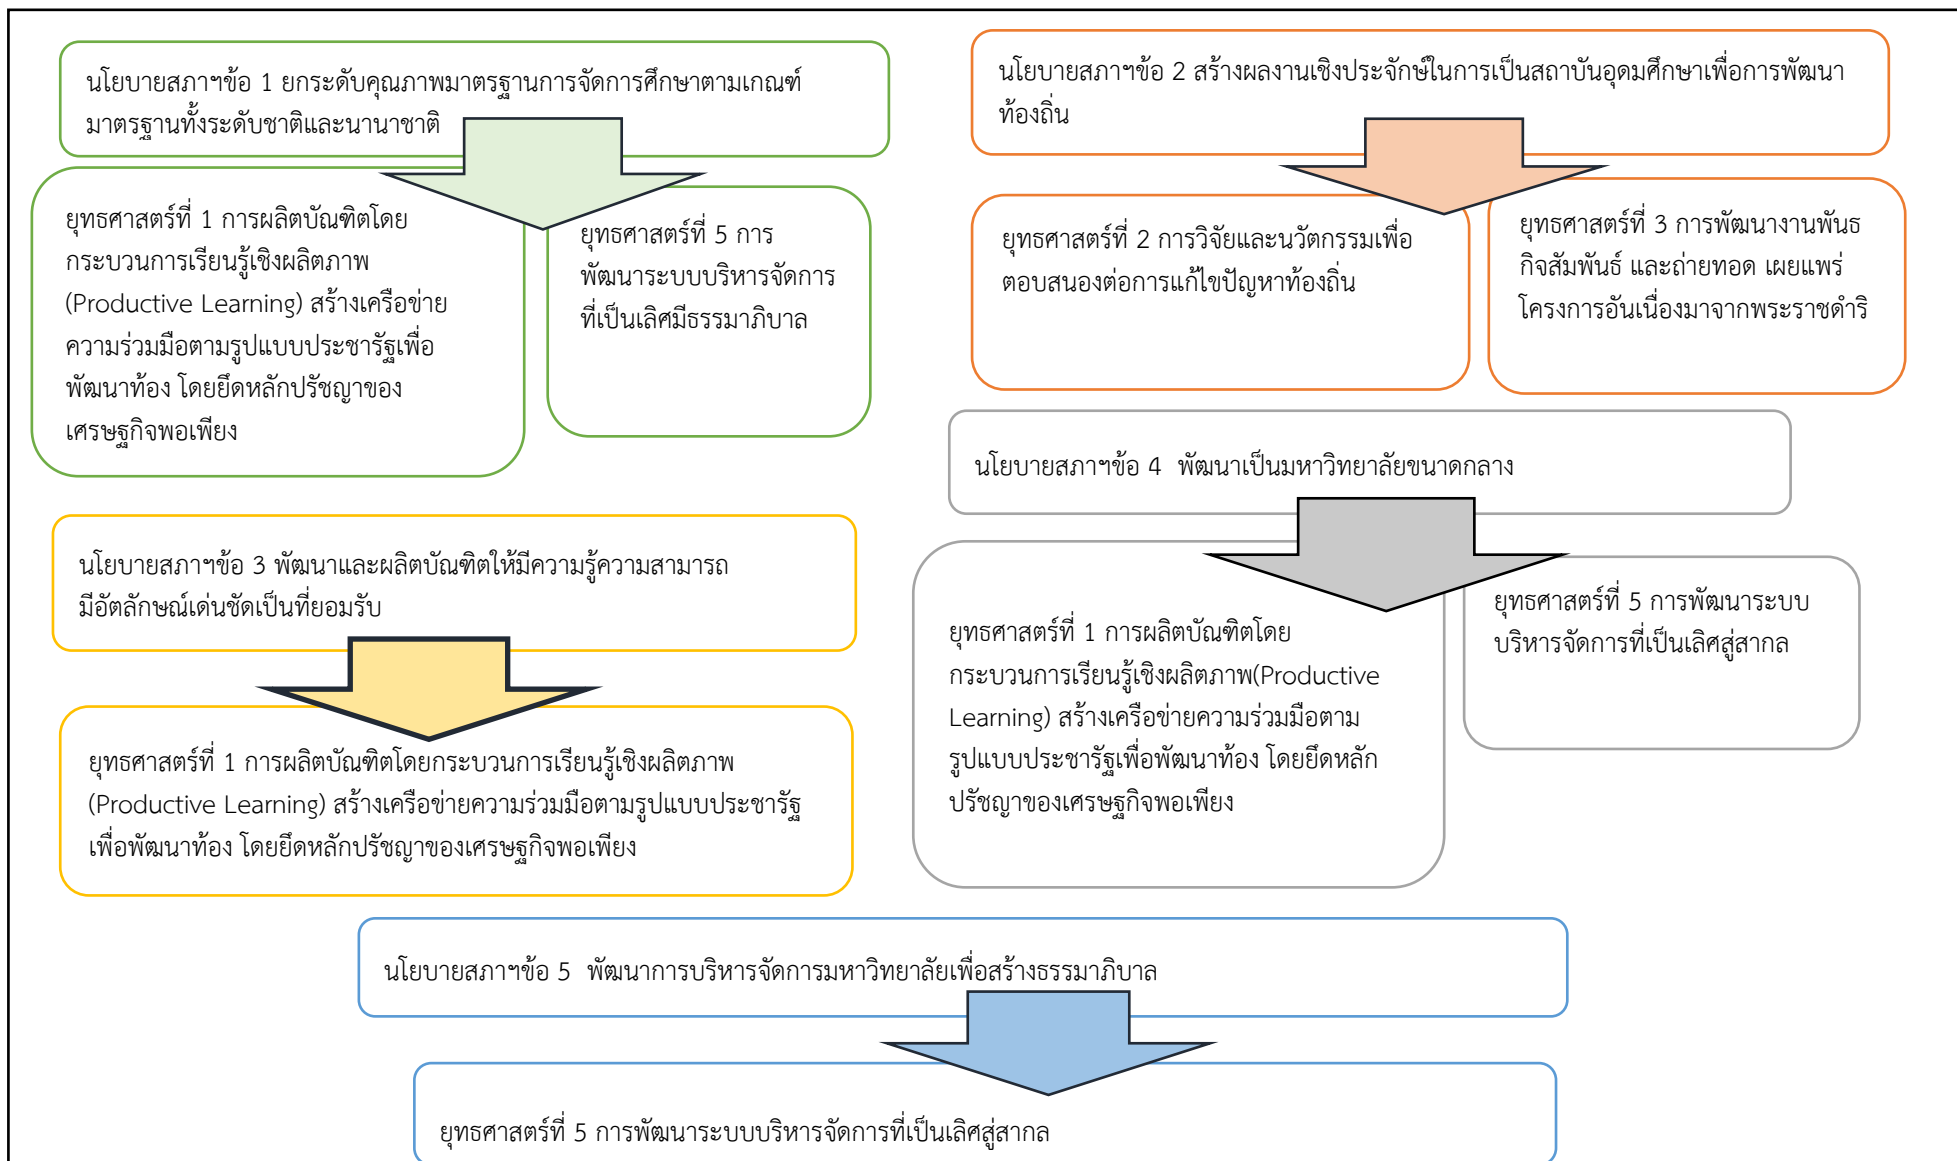 นโยบายสภาฯข้อ 1 ยกระดับคุณภาพมาตรฐานการจัดการศึกษาตามเกณฑ์
มาตรฐานทั้งระดับชาติและนานาชาติ
ยุทธศาสตร์ที่ 1 การผลิตบัณฑิตโดย
กระบวนการเรียนรู้เชิงผลิตภาพ
(Productive Learning) สร้างเครือข่าย
ความร่วมมือตามรูปแบบประชารัฐเพื่อ
พัฒนาท้อง โดยยึดหลักปรัชญาของ
เศรษฐกิจพอเพียง
ยุทธศาสตร์ที่ 5 การ
พัฒนาระบบบริหารจัดการ
ที่เป็นเลิศมีธรรมาภิบาล
นโยบายสภาฯข้อ 2 สร้างผลงานเชิงประจักษ์ในการเป็นสถาบันอุดมศึกษาเพื่อการพัฒนา
ท้องถิ่น
ยุทธศาสตร์ที่ 2 การวิจัยและนวัตกรรมเพื่อ
ตอบสนองต่อการแก้ไขปัญหาท้องถิ่น
ยุทธศาสตร์ที่ 3 การพัฒนางานพันธ
กิจสัมพันธ์ และถ่ายทอด เผยแพร่
โครงการอันเนื่องมาจากพระราชดำริ
นโยบายสภาฯข้อ 3 พัฒนาและผลิตบัณฑิตให้มีความรู้ความสามารถ
มีอัตลักษณ์เด่นชัดเป็นที่ยอมรับ
ยุทธศาสตร์ที่ 1 การผลิตบัณฑิตโดยกระบวนการเรียนรู้เชิงผลิตภาพ
(Productive Learning) สร้างเครือข่ายความร่วมมือตามรูปแบบประชารัฐ
เพื่อพัฒนาท้อง โดยยึดหลักปรัชญาของเศรษฐกิจพอเพียง
นโยบายสภาฯข้อ 4 พัฒนาเป็นมหาวิทยาลัยขนาดกลาง
ยุทธศาสตร์ที่ 1 การผลิตบัณฑิตโดย
กระบวนการเรียนรู้เชิงผลิตภาพ(Productive
Learning) สร้างเครือข่ายความร่วมมือตาม
รูปแบบประชารัฐเพื่อพัฒนาท้อง โดยยึดหลัก
ปรัชญาของเศรษฐกิจพอเพียง
ยุทธศาสตร์ที่ 5 การพัฒนาระบบ
บริหารจัดการที่เป็นเลิศสู่สากล
นโยบายสภาฯข้อ 5 พัฒนาการบริหารจัดการมหาวิทยาลัยเพื่อสร้างธรรมาภิบาล
ยุทธศาสตร์ที่ 5 การพัฒนาระบบบริหารจัดการที่เป็นเลิศสู่สากล